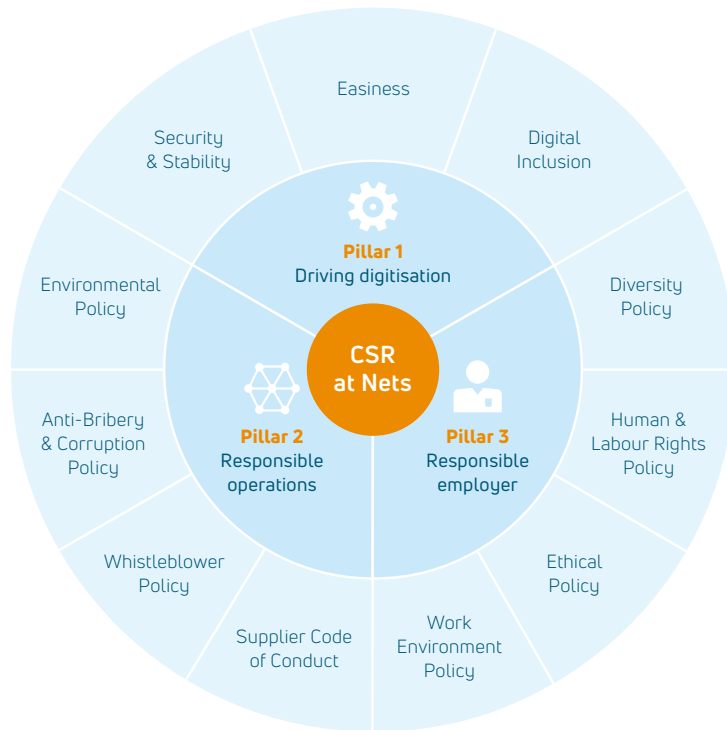 Easiness
Security
& Stability
Digital
Inclusion
Pillar 1
Driving digitisation
Environmental
Policy
Diversity
Policy
CSR
at Nets
Anti-Bribery
& Corruption
Policy
Pillar 2
Responsible
operations
Pillar 3
Responsible
employer
Human &
Labour Rights
Policy
Whistleblower
Policy
Ethical
Policy
Supplier Code
of Conduct
Work
Environment
Policy